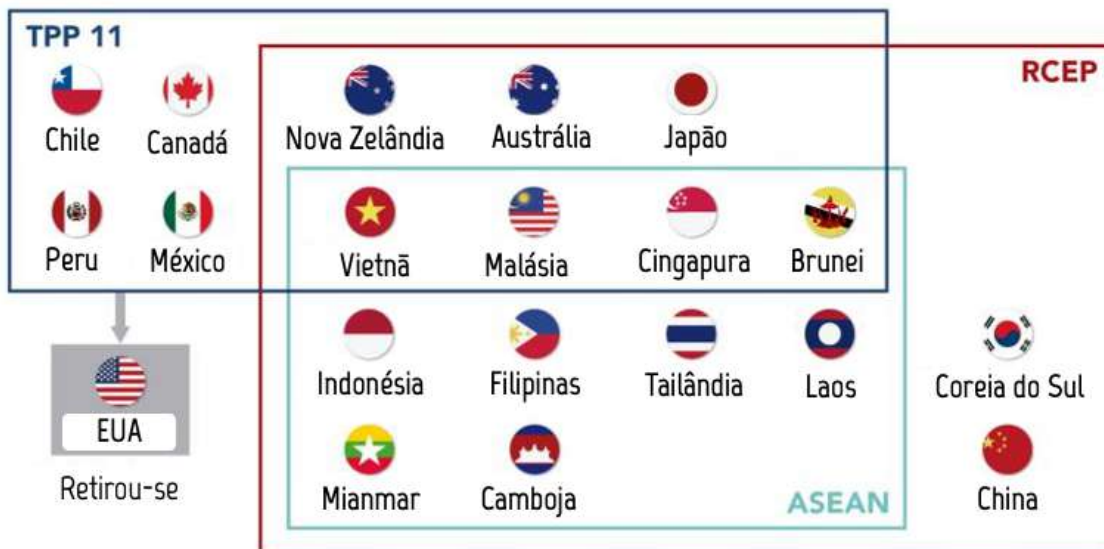 TPP 11
RCEP
Chile Canadá Nova Zelândia Austrália Japão
Peru México Vietnã Malásia Cingapura Brunei
Indonésia Filipinas Tailândia Laos Coreia do Sul
EUA
Retirou-se Mianmar Camboja China
ASEAN